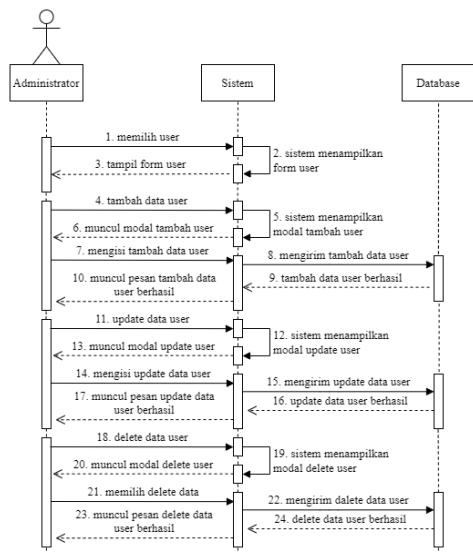 Administrator
Sistem
Database
1. memilih user
2. sistem menampilkan
form user
3. tampil form user
4. tambah data user
5. sistem menampilkan
modal tambah user
6. muncul modal tambah user
7. mengisi tambah data user
8. mengirim tambah data user
9. tambah data user berhasil
10. muncul pesan tambah data
user berhasil
11. update data user
12. sistem menampilkan
modal update user
13. muncul modal update user
14. mengisi update data user
15. mengirim update data user
16. update data user berhasil
17. muncul pesan update data
user berhasil
18. delete data user
19. sistem menampilkan
modal delete user
20. muncul modal delete user
21. memilih delete data
22. mengirim dalete data user
23. muncul pesan delete data
user berhasil
24. delete data user berhasil